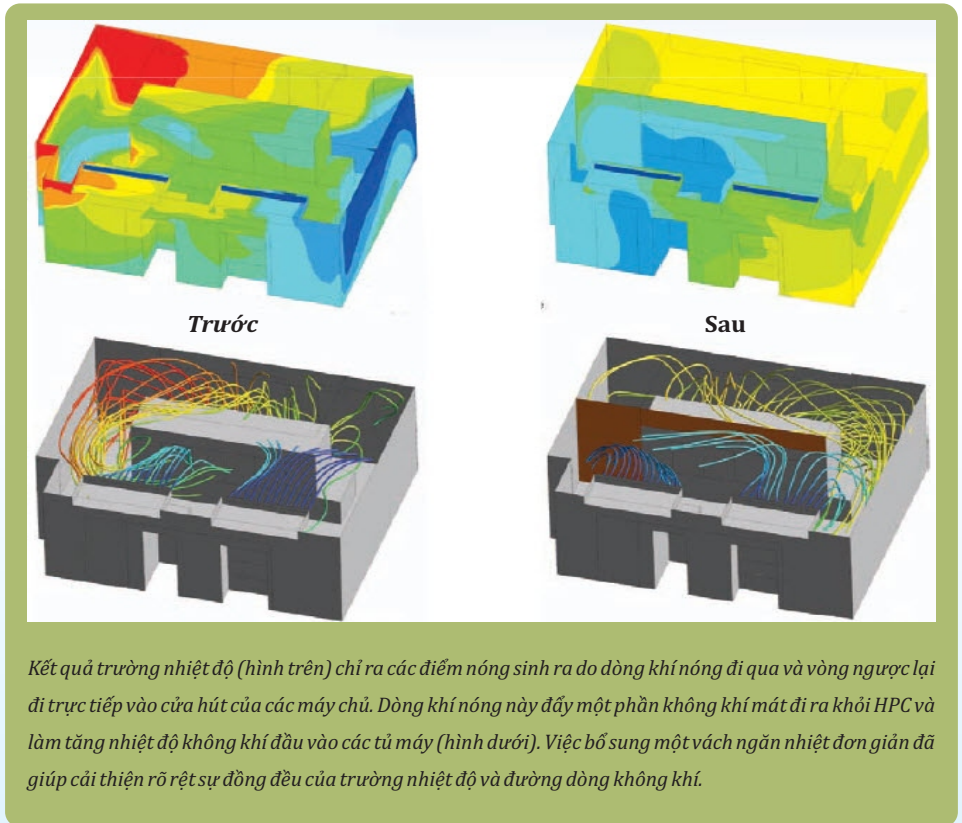 Trước
Sau
Kết quả trường nhiệt độ (hình trên) chỉ ra các điểm nóng sinh ra do dòng khí nóng đi qua và vòng ngược lại
đi trực tiếp vào cửa hút của các máy chủ. Dòng khí nóng này đẩy một phần không khí mát đi ra khỏi HPC và
làm tăng nhiệt độ không khí đầu vào các tủ máy (hình dưới). Việc bổ sung một vách ngăn nhiệt đơn giản đã
giúp cải thiện rõ rệt sự đồng đều của trường nhiệt độ và đường dòng không khí.